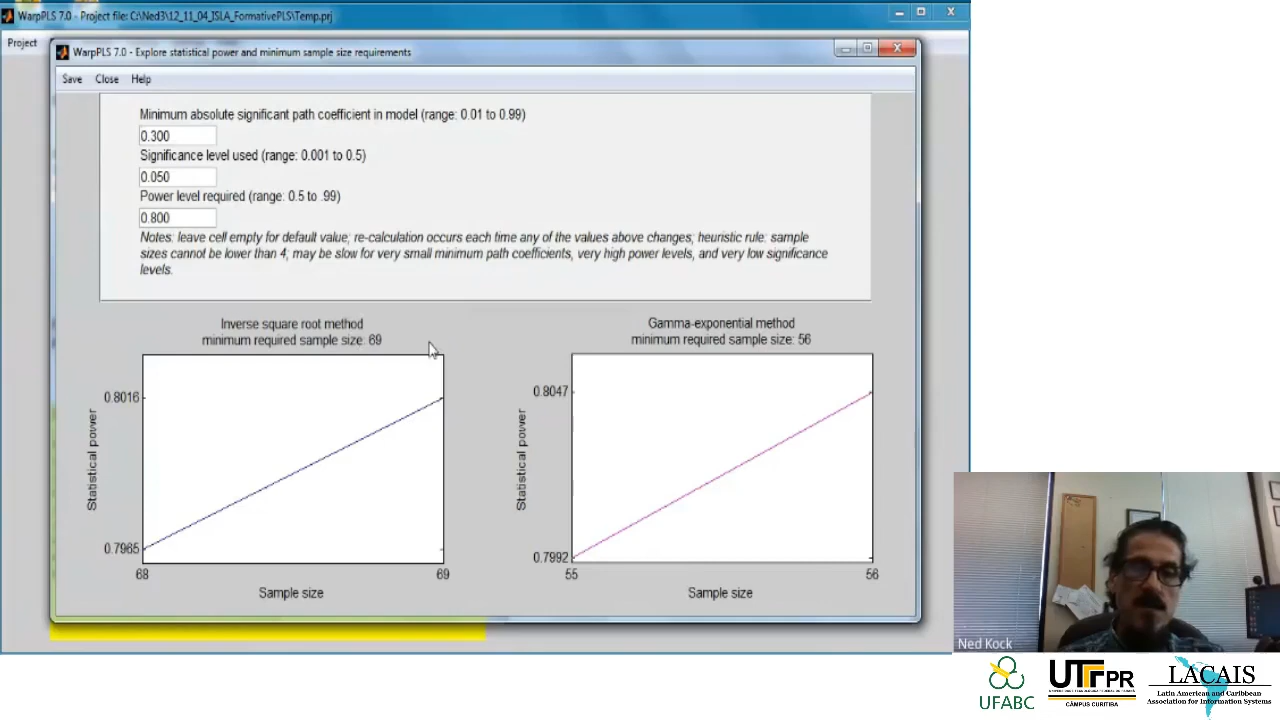 WarpPLS 7.0 - Project file: C:\Ned3\12_11_04_ISLA_FormativePLS\Temp.prj
Project
WarpPLS 7.0 - Explore statistical power and minimum sample size requirements
Save Close Help
Minimum absolute significant path coefficient in model (range: 0.01 to 0.99)
0.300
Significance level used (range: 0.001 to 0.5)
0.050
Power level required (range: 0.5 to .99)
0.800
Notes: leave cell empty for default value; re-calculation occurs each time any of the values above changes; heuristic rule: sample
sizes cannot be lower than 4; may be slow for very small minimum path coefficients, very high power levels, and very low significance
levels.
Inverse square root method
minimum required sample size: 69
0.8016
Statistical power
0.7965
68 69
Sample size
Gamma-exponential method
minimum required sample size: 56
0.8047
Statistical power
0.7992
55 56
Sample size
Ned Kock
UFABC
UTFPR
CÂMPUS CURITIBA
LACAIS
Latin American and Caribbean
Association for Information Systems